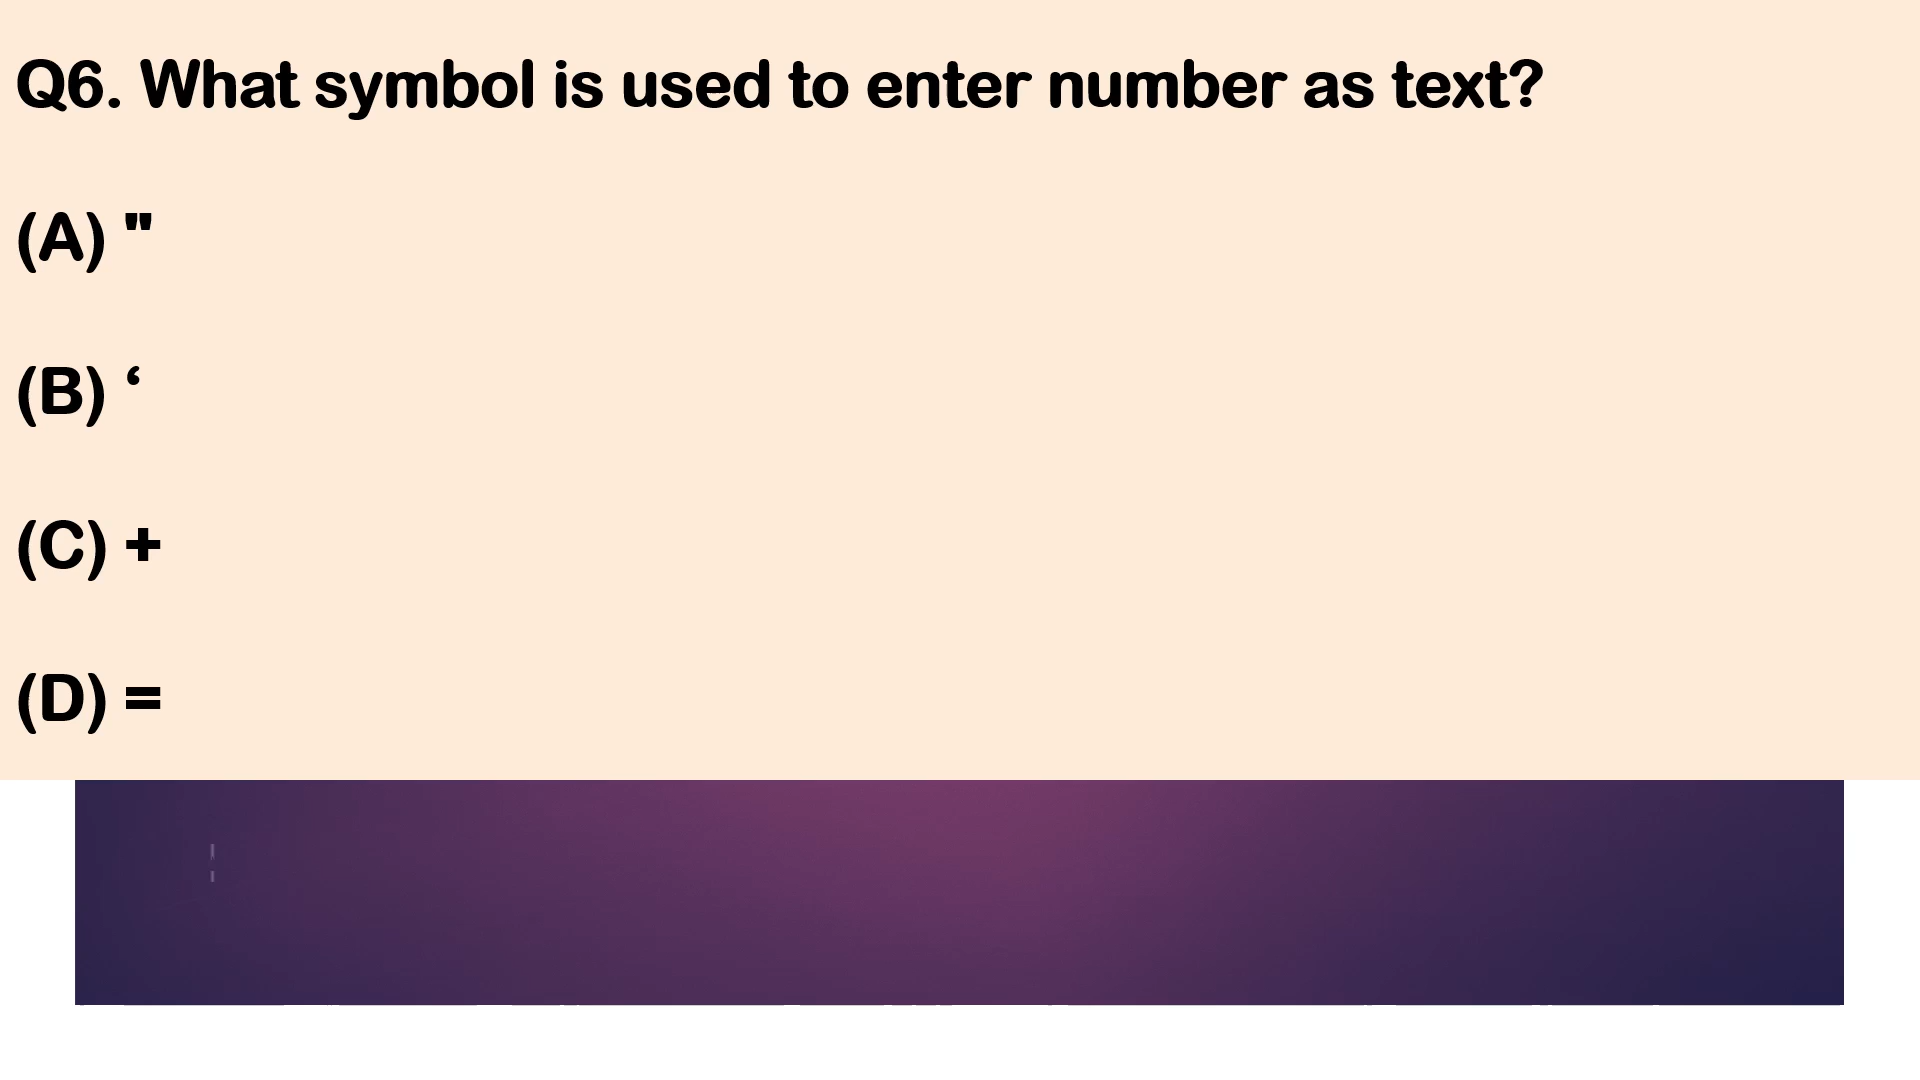 Q6. What symbol is used to enter number as text?
(A) "
(B) ‘
(C) +
(D) =